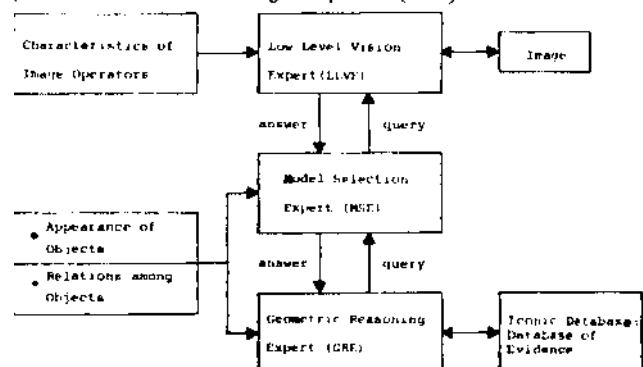 Characteristics of
Image Operators
Low Level Vision
Expert(LLVE)
Image
answer
query
Model Selection
Expert (MSE)
• Appearance of
Objects
• Relations among
Objects
answer
query
Geometric Reasoning
Expert (GRE)
Iconic Database:
Database of
Evidence